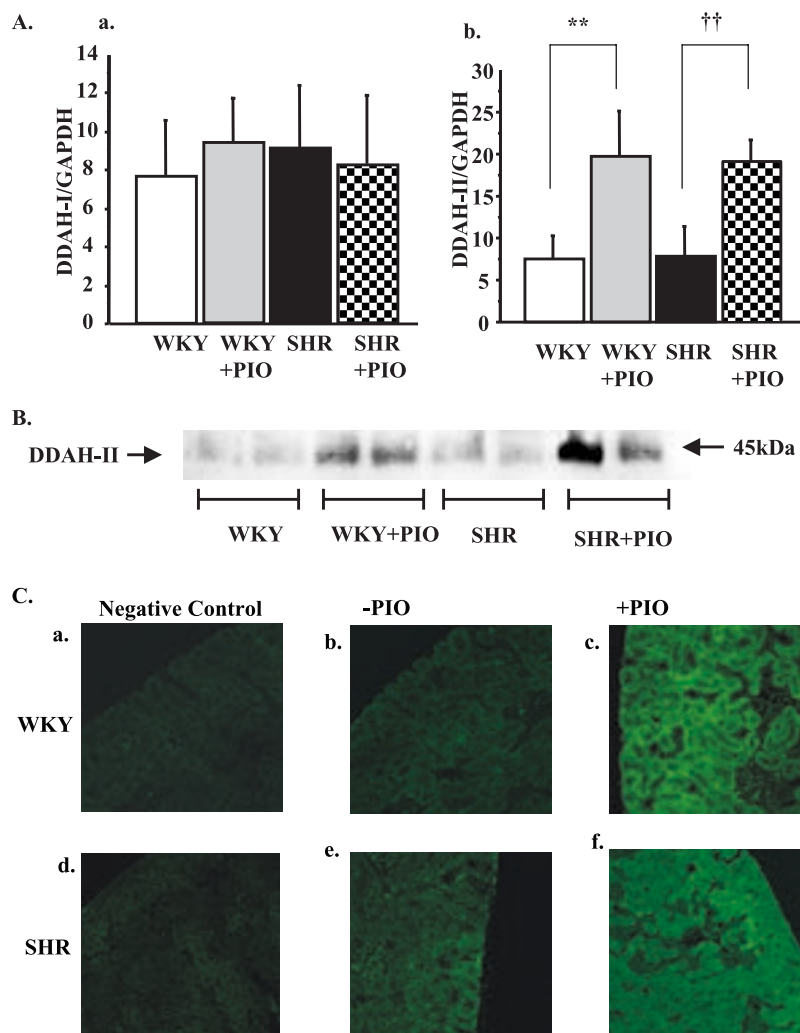 A.
a.
DDAH-I/GAPDH
14
12
10
8
6
4
2
0
WKY
WKY
+PIO
SHR
SHR
+PIO
b.
**
††
DDAH-II/GAPDH
30
25
20
15
10
5
0
WKY
WKY
+PIO
SHR
SHR
+PIO
B.
DDAH-II
45kDa
WKY
WKY+PIO
SHR
SHR+PIO
C.
Negative Control
-PIO
+PIO
a.
b.
c.
WKY
d.
e.
f.
SHR